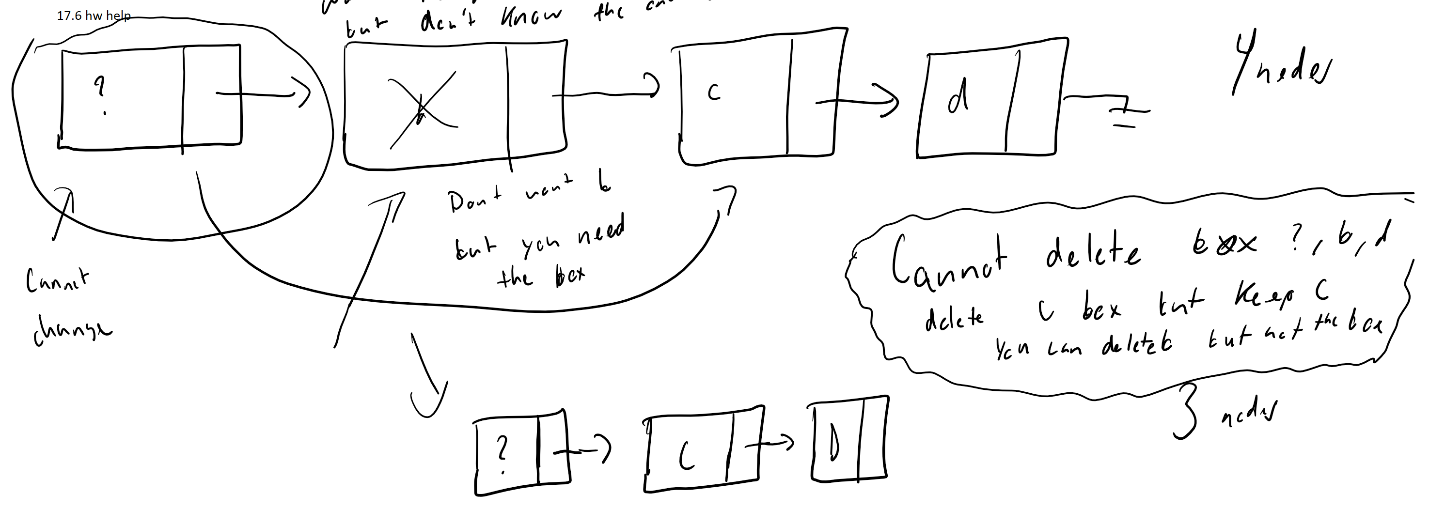 17.6 hw help
but don't know the
? b c d
4 nodes
Dont want b
but you need
the box
Cannot
change
Cannot delete box ?, b, d
delete C box but keep C
You can delete b but not the box
3 nodes
? C D